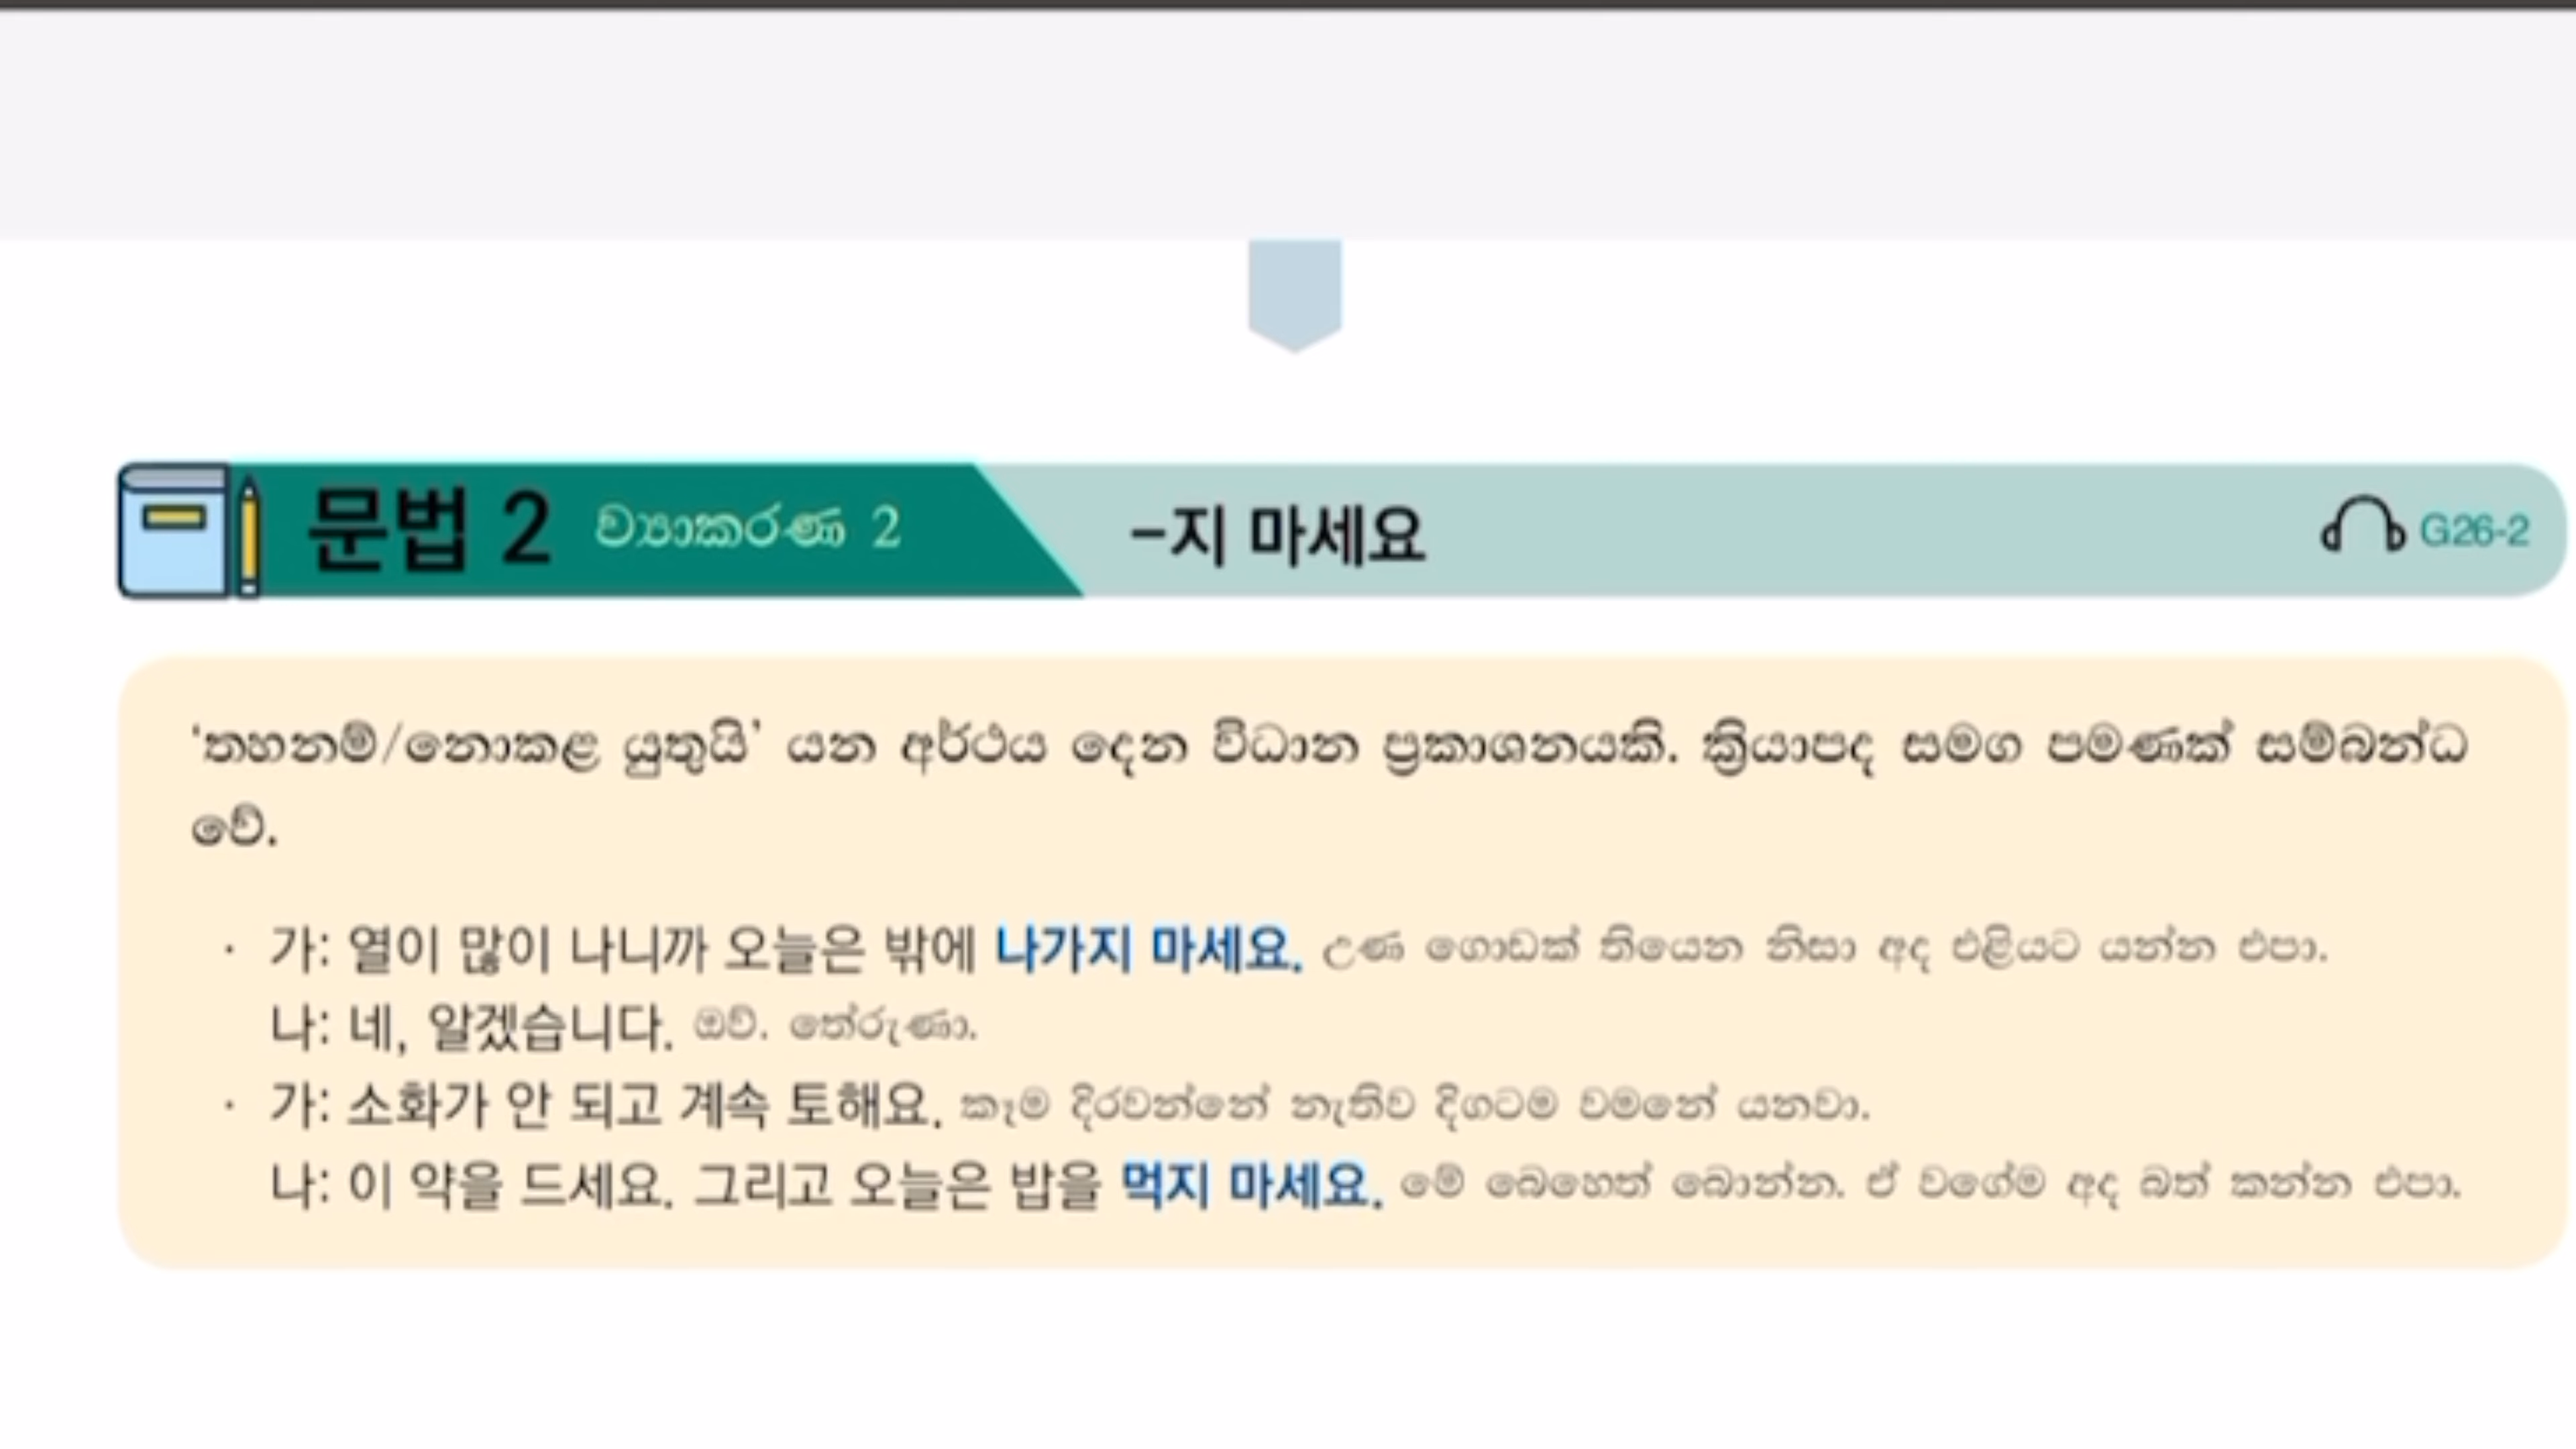 문법 2 ව්‍යාකරණ 2 -지 마세요 G26-2
‘තහනම්/නොකළ යුතුයි’ යන අර්ථය දෙන විධාන ප්‍රකාශනයකි. ක්‍රියාපද සමග පමණක් සම්බන්ධ
වේ.
· 가: 열이 많이 나니까 오늘은 밖에 나가지 마세요. උණ ගොඩක් තියෙන නිසා අද එළියට යන්න එපා.
나: 네, 알겠습니다. ඔව්. තේරුණා.
· 가: 소화가 안 되고 계속 토해요. කෑම දිරවන්නේ නැතිව දිගටම වමනේ යනවා.
나: 이 약을 드세요. 그리고 오늘은 밥을 먹지 마세요. මේ බෙහෙත් බොන්න. ඒ වගේම අද බත් කන්න එපා.